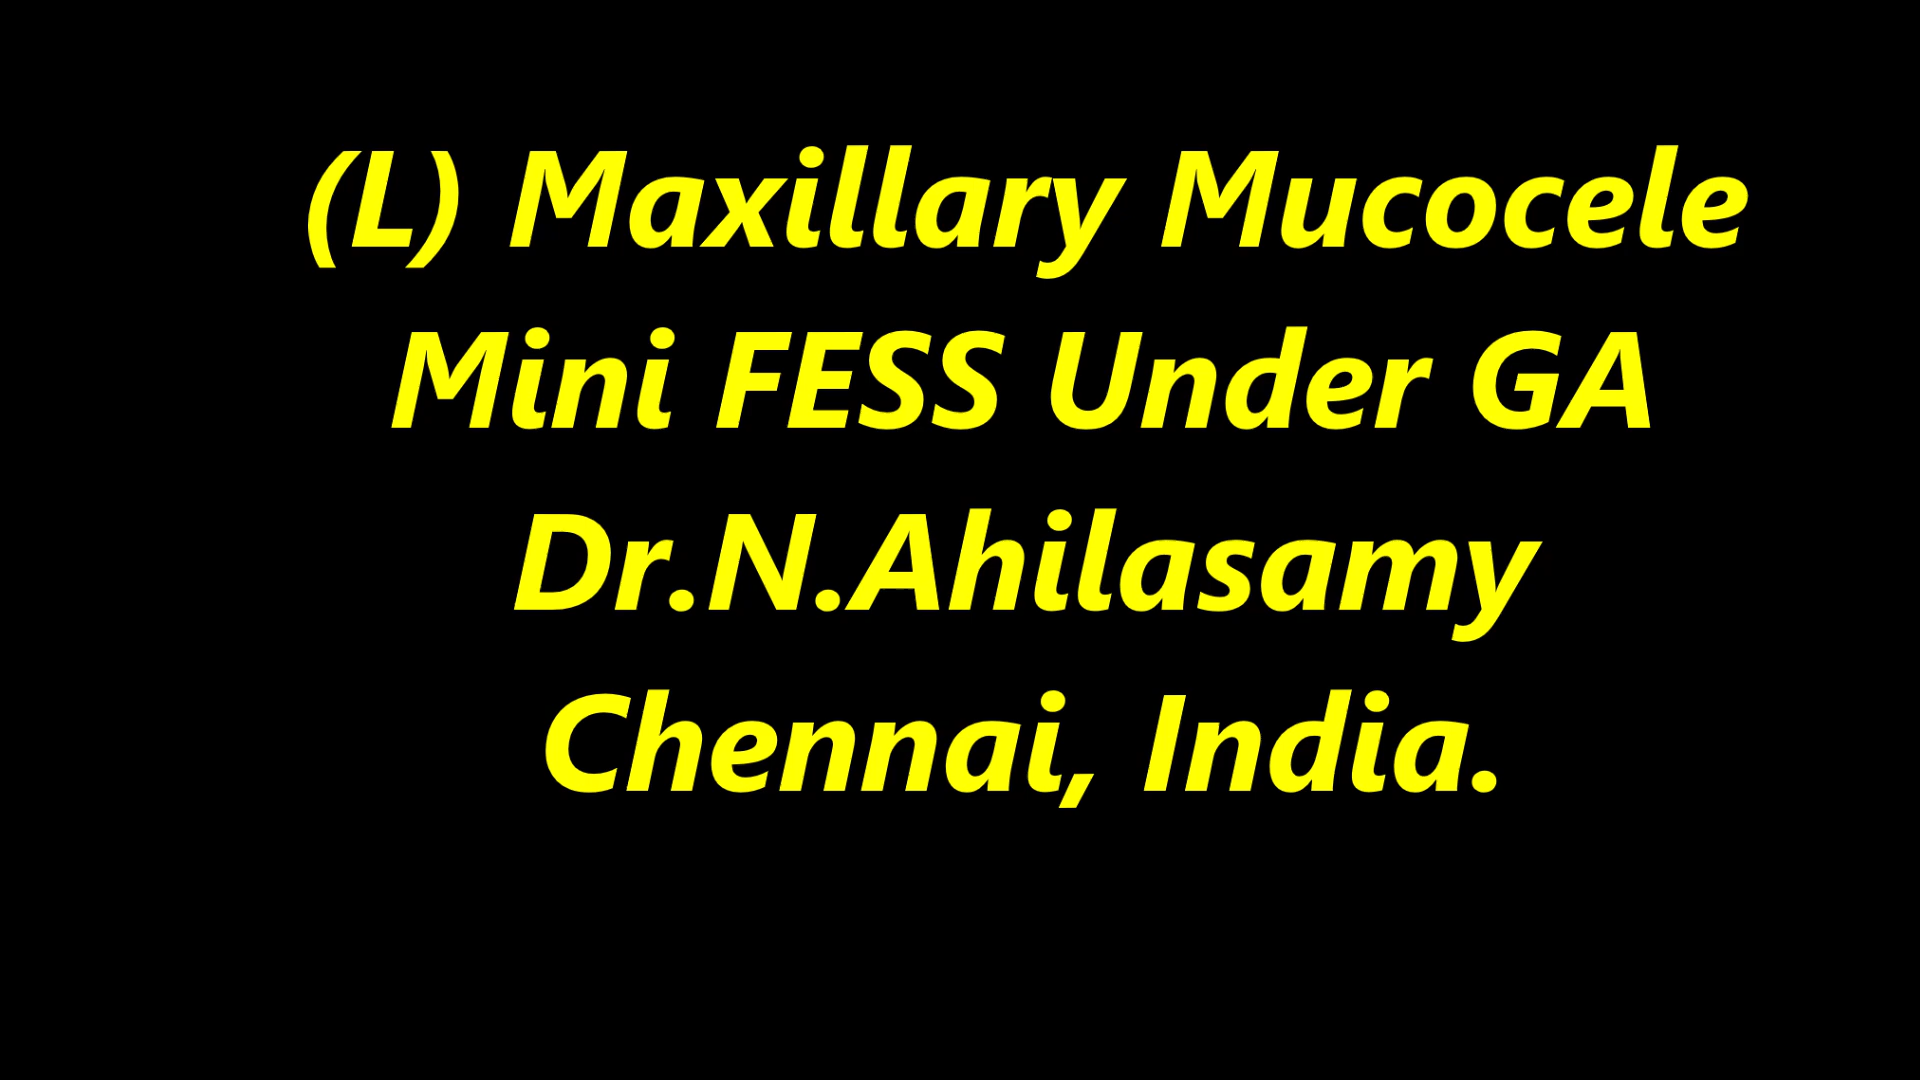 (L) Maxillary Mucocele
Mini FESS Under GA
Dr.N.Ahilasamy
Chennai, India.